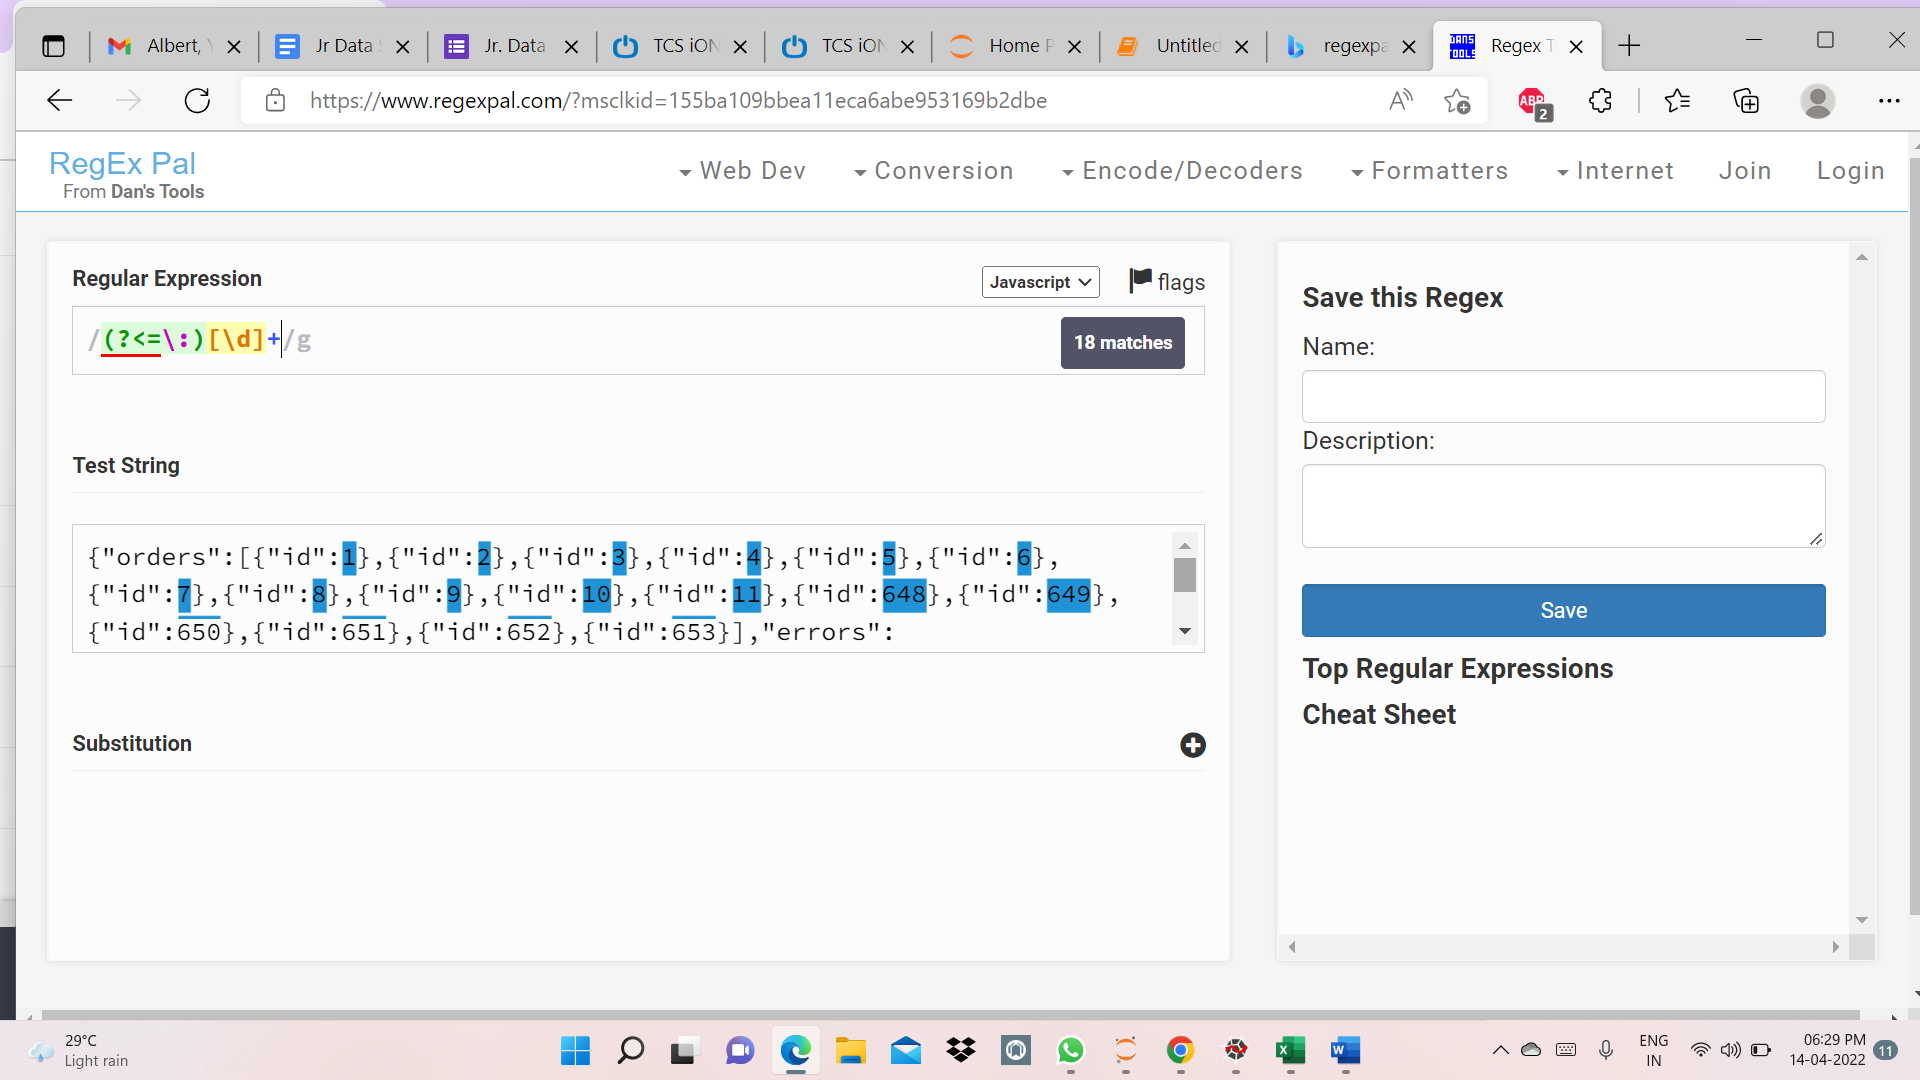 Albert, Y
Jr Data S
Jr. Data
TCS iON
TCS iON
Home P
Untitled
regexpa
DANS TOOLS
Regex T
https://www.regexpal.com/?msclkid=155ba109bbea11eca6abe953169b2dbe
A
ABP
2
RegEx Pal
From Dan's Tools
Web Dev
Conversion
Encode/Decoders
Formatters
Internet
Join
Login
Regular Expression
Javascript
flags
/(?<=\:)[\d]+/g
18 matches
Test String
{"orders":[{"id":1},{"id":2},{"id":3},{"id":4},{"id":5},{"id":6},
{"id":7},{"id":8},{"id":9},{"id":10},{"id":11},{"id":648},{"id":649},
{"id":650},{"id":651},{"id":652},{"id":653}],"errors":
Substitution
Save this Regex
Name:
Description:
Save
Top Regular Expressions
Cheat Sheet
29°C
Light rain
ENG
IN
06:29 PM
14-04-2022
11